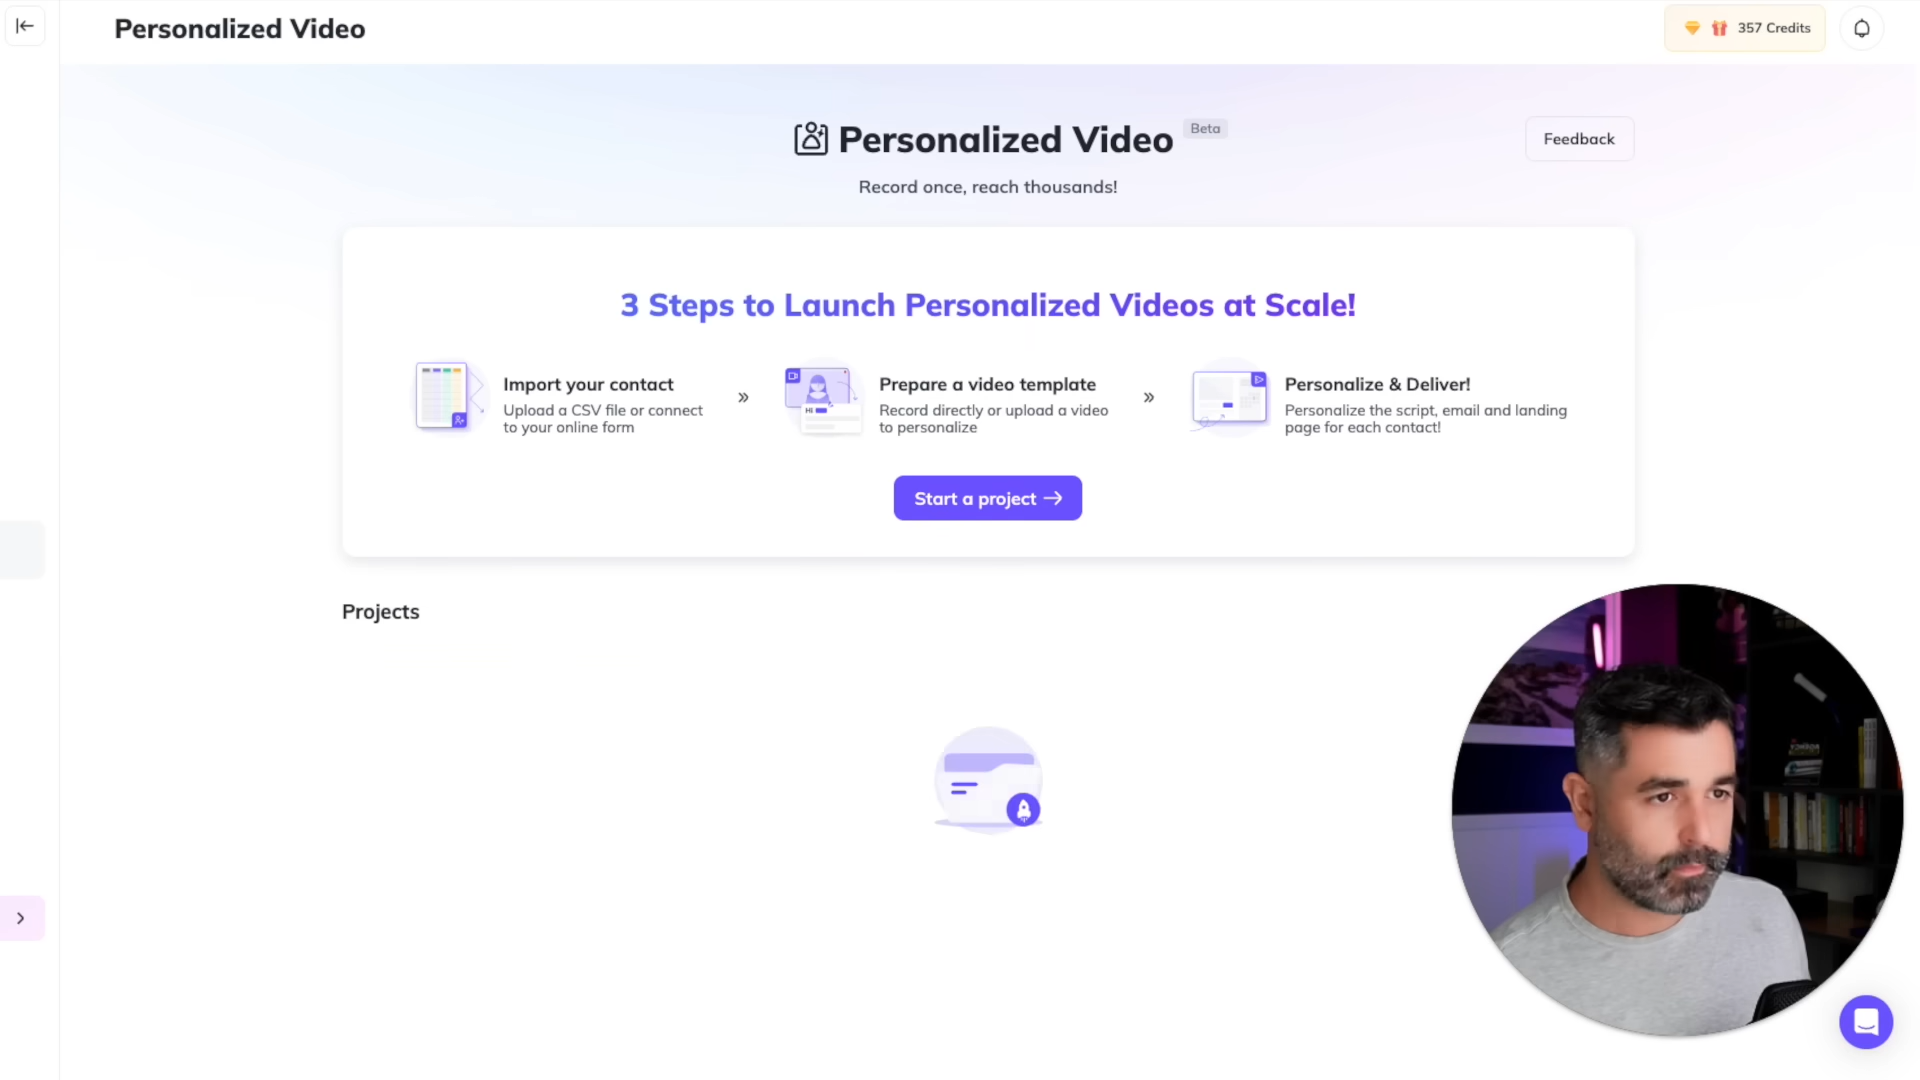 Personalized Video
357 Credits
Personalized Video
Beta
Feedback
Record once, reach thousands!
3 Steps to Launch Personalized Videos at Scale!
Import your contact
Upload a CSV file or connect
to your online form
»
Hi
Prepare a video template
Record directly or upload a video
to personalize
»
Personalize & Deliver!
Personalize the script, email and landing
page for each contact!
Start a project →
Projects